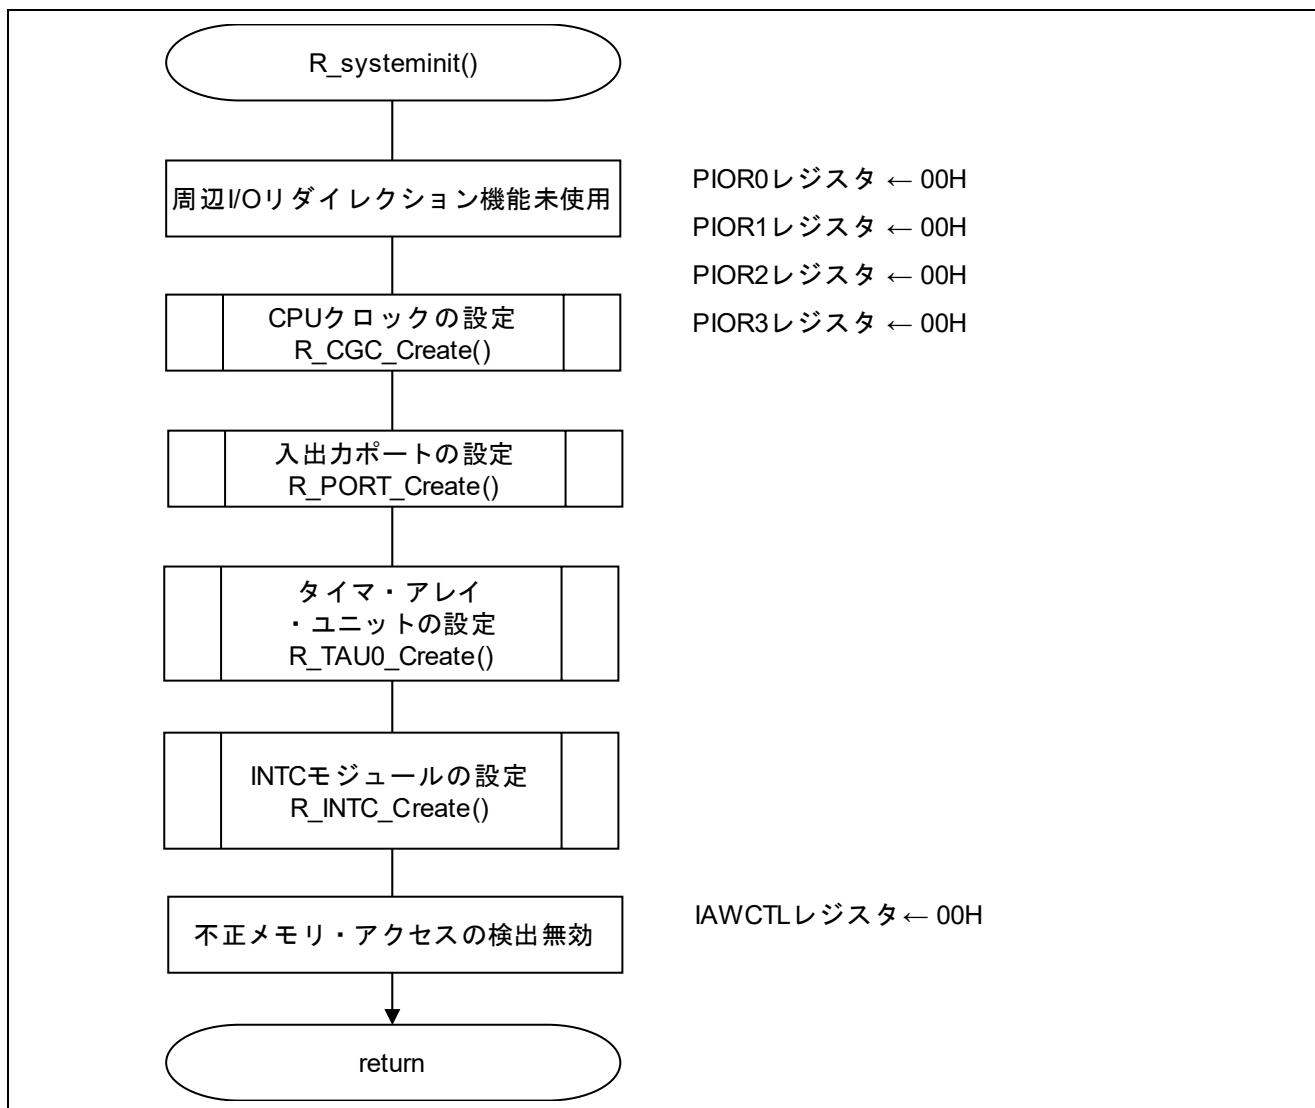 R_systeminit()
周辺I/Oリダイレクション機能未使用
PIOR0レジスタ ← 00H
PIOR1レジスタ ← 00H
PIOR2レジスタ ← 00H
PIOR3レジスタ ← 00H
CPUクロックの設定
R_CGC_Create()
入出力ポートの設定
R_PORT_Create()
タイマ・アレイ
・ユニットの設定
R_TAU0_Create()
INTCモジュールの設定
R_INTC_Create()
不正メモリ・アクセスの検出無効
IAWCTLレジスタ← 00H
return